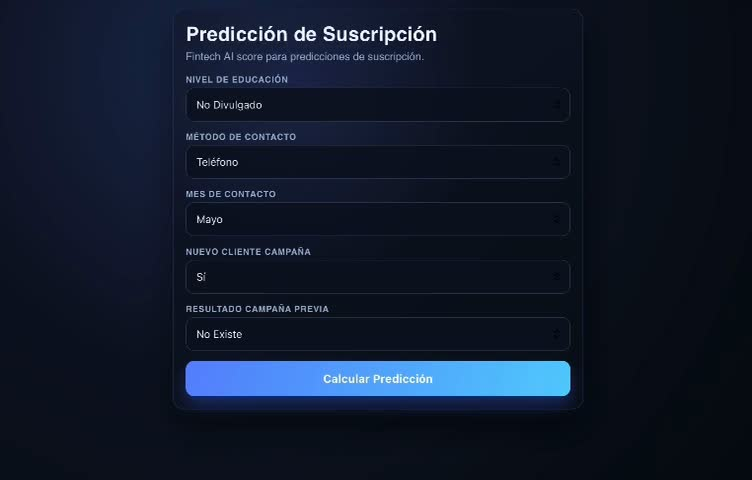 Predicción de Suscripción
Fintech AI score para predicciones de suscripción.
NIVEL DE EDUCACIÓN
No Divulgado
MÉTODO DE CONTACTO
Teléfono
MES DE CONTACTO
Mayo
NUEVO CLIENTE CAMPAÑA
Sí
RESULTADO CAMPAÑA PREVIA
No Existe
Calcular Predicción